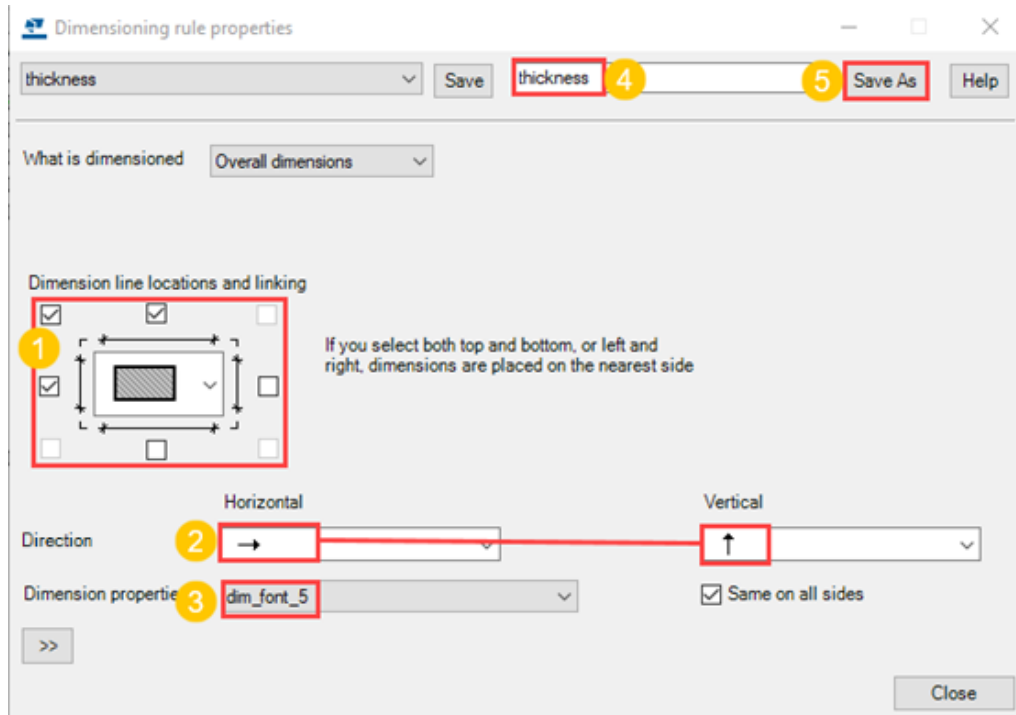 Dimensioning rule properties
thickness Save thickness 4 5 Save As Help
What is dimensioned Overall dimensions
Dimension line locations and linking
1
If you select both top and bottom, or left and
right, dimensions are placed on the nearest side
Horizontal Vertical
Direction 2
Dimension propertie 3 dim_font_5 Same on all sides
>>
Close